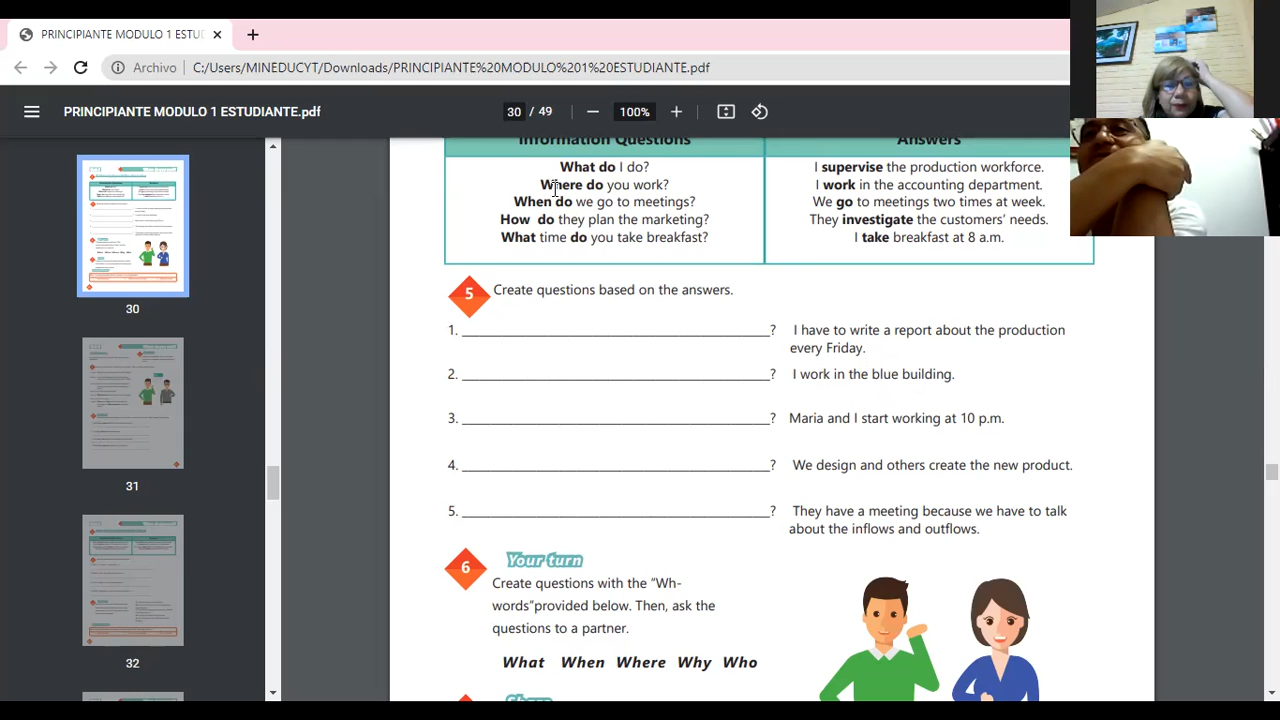 PRINCIPIANTE MODULO 1 ESTU
Archivo C:/Users/MINEDUCYT/Downloads/PRINCIPIANTE%20MODULO%201%20ESTUDIANTE.pdf
PRINCIPIANTE MODULO 1 ESTUDIANTE.pdf
30 / 49
100%
30
31
32
Information Questions
Answers
What do I do?
I supervise the production workforce.
Where do you work?
I work in the accounting department.
When do we go to meetings?
We go to meetings two times at week.
How do they plan the marketing?
They investigate the customers' needs.
What time do you take breakfast?
I take breakfast at 8 a.m.
5 Create questions based on the answers.
1. ________________________________? I have to write a report about the production
every Friday.
2. ________________________________? I work in the blue building.
3. ________________________________? Maria and I start working at 10 p.m.
4. ________________________________? We design and others create the new product.
5. ________________________________? They have a meeting because we have to talk
about the inflows and outflows.
6 Your turn
Create questions with the “Wh-
words”provided below. Then, ask the
questions to a partner.
What When Where Why Who
Share